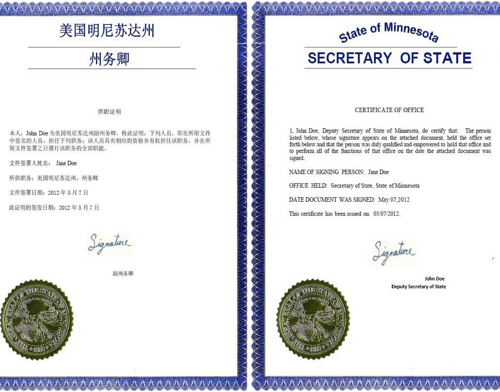 美国明尼苏达州
州务卿
供职证明
本人，John Doe 为美国明尼苏达州副州务卿，特此证明：下列人员，即在所附文件
中签名的人员，担任下列职务；该人员具有相应的资格并有权担任该职务，并在所
附文件签署之日履行该职务的全部职能。
文件签署人姓名： Jane Doe
所供职务：美国明尼苏达州，州务卿
文件签署日期：2012 年 5 月 7 日
此证明的签发日期：2012 年 5 月 7 日
Signature
副州务卿
State of Minnesota
SECRETARY OF STATE
CERTIFICATE OF OFFICE
I, John Doe, Deputy Secretary of State of Minnesota, do certify that: The person
listed below, whose signature appears on the attached document, held the office set
forth below and that the person was duly qualified and empowered to hold that office and
to perform all of the functions of that office on the date the attached document was
signed.
NAME OF SIGNING PERSON: Jane Doe
OFFICE HELD: Secretary of State, State of Minnesota
DATE DOCUMENT WAS SIGNED: May 07,2012
This certificate has been issued on: 05/07/2012.
Signature
John Doe
Deputy Secretary of State